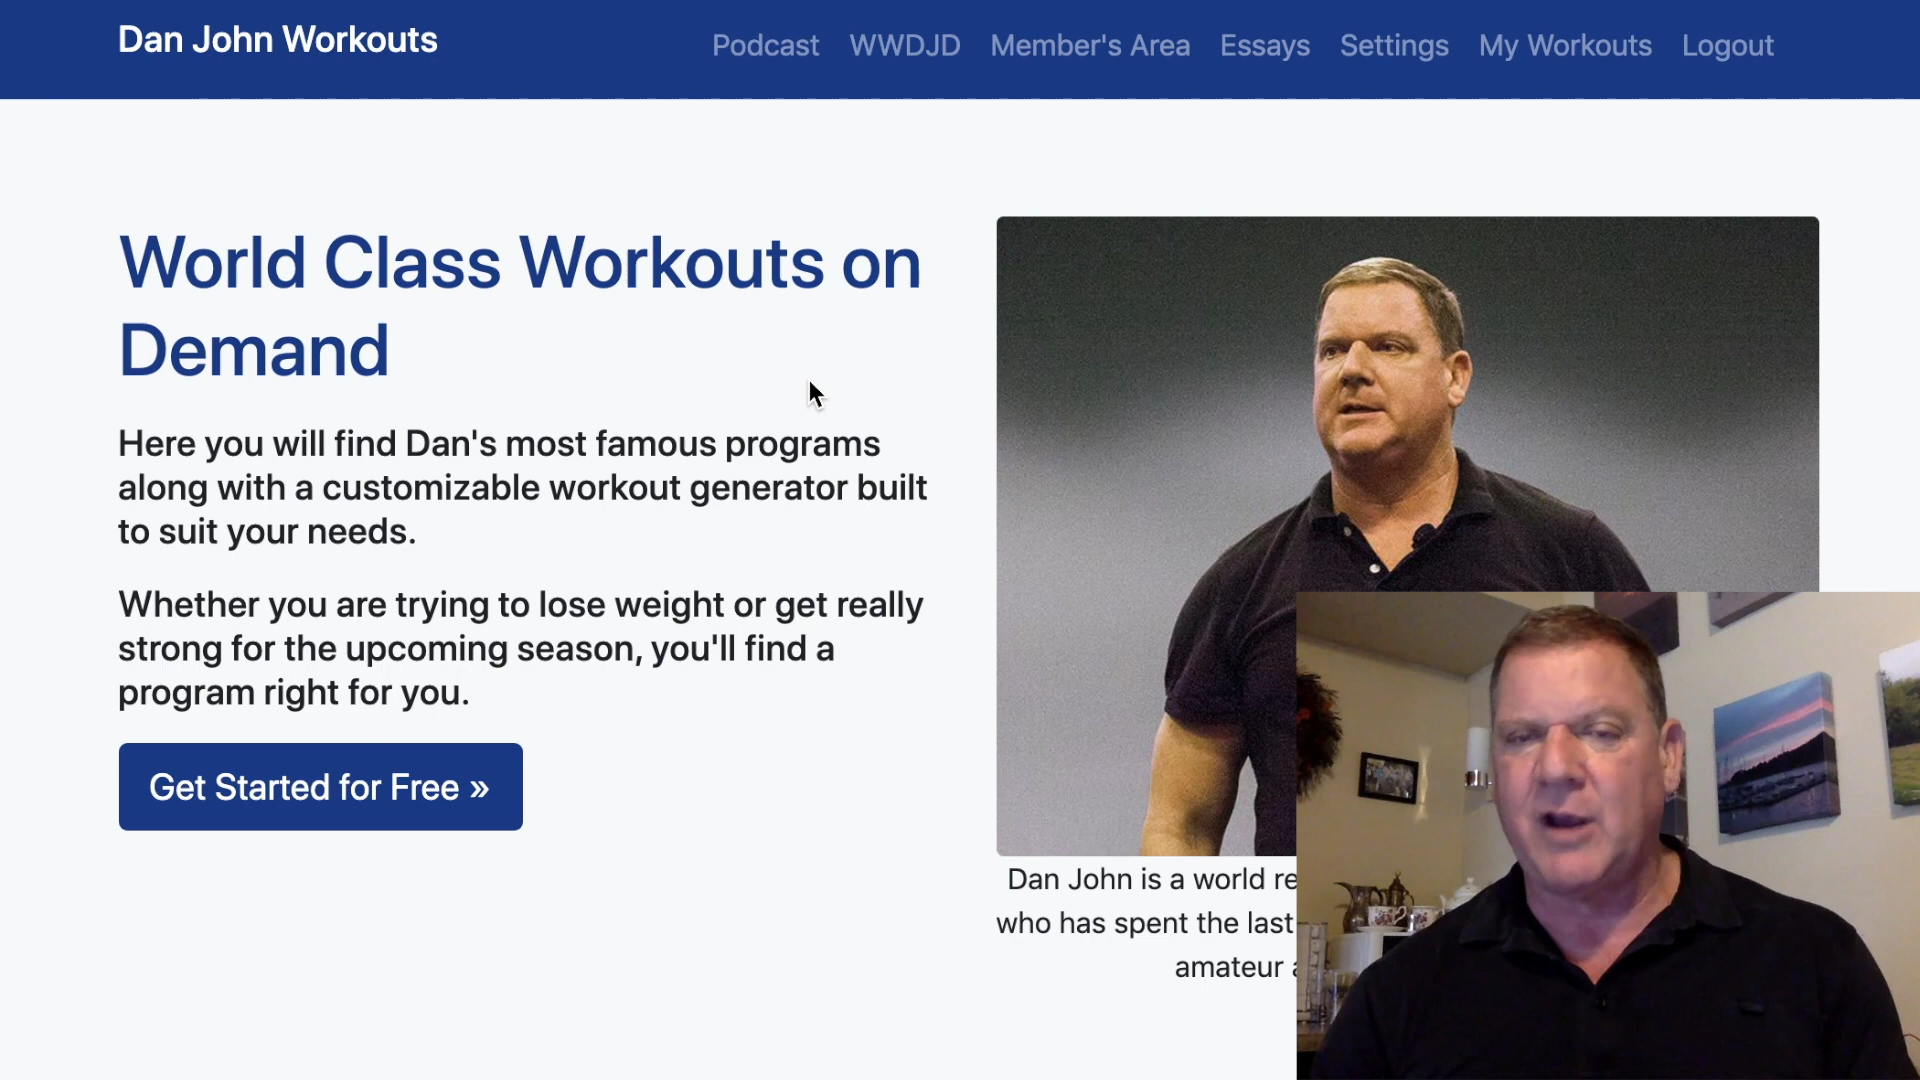 Dan John Workouts
Podcast WWDJD Member's Area Essays Settings My Workouts Logout
World Class Workouts on
Demand
Here you will find Dan's most famous programs
along with a customizable workout generator built
to suit your needs.
Whether you are trying to lose weight or get really
strong for the upcoming season, you'll find a
program right for you.
Get Started for Free »
Dan John is a world re
who has spent the last
amateur